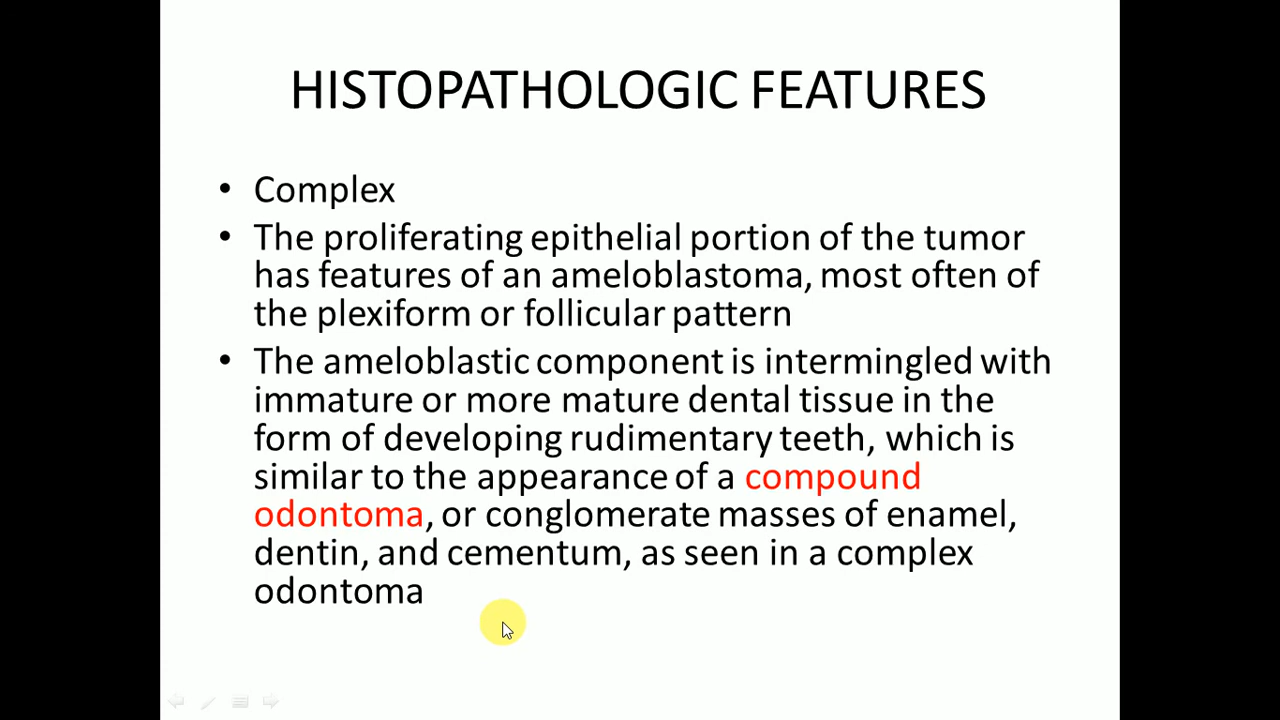 HISTOPATHOLOGIC FEATURES
• Complex
• The proliferating epithelial portion of the tumor
has features of an ameloblastoma, most often of
the plexiform or follicular pattern
• The ameloblastic component is intermingled with
immature or more mature dental tissue in the
form of developing rudimentary teeth, which is
similar to the appearance of a compound
odontoma, or conglomerate masses of enamel,
dentin, and cementum, as seen in a complex
odontoma